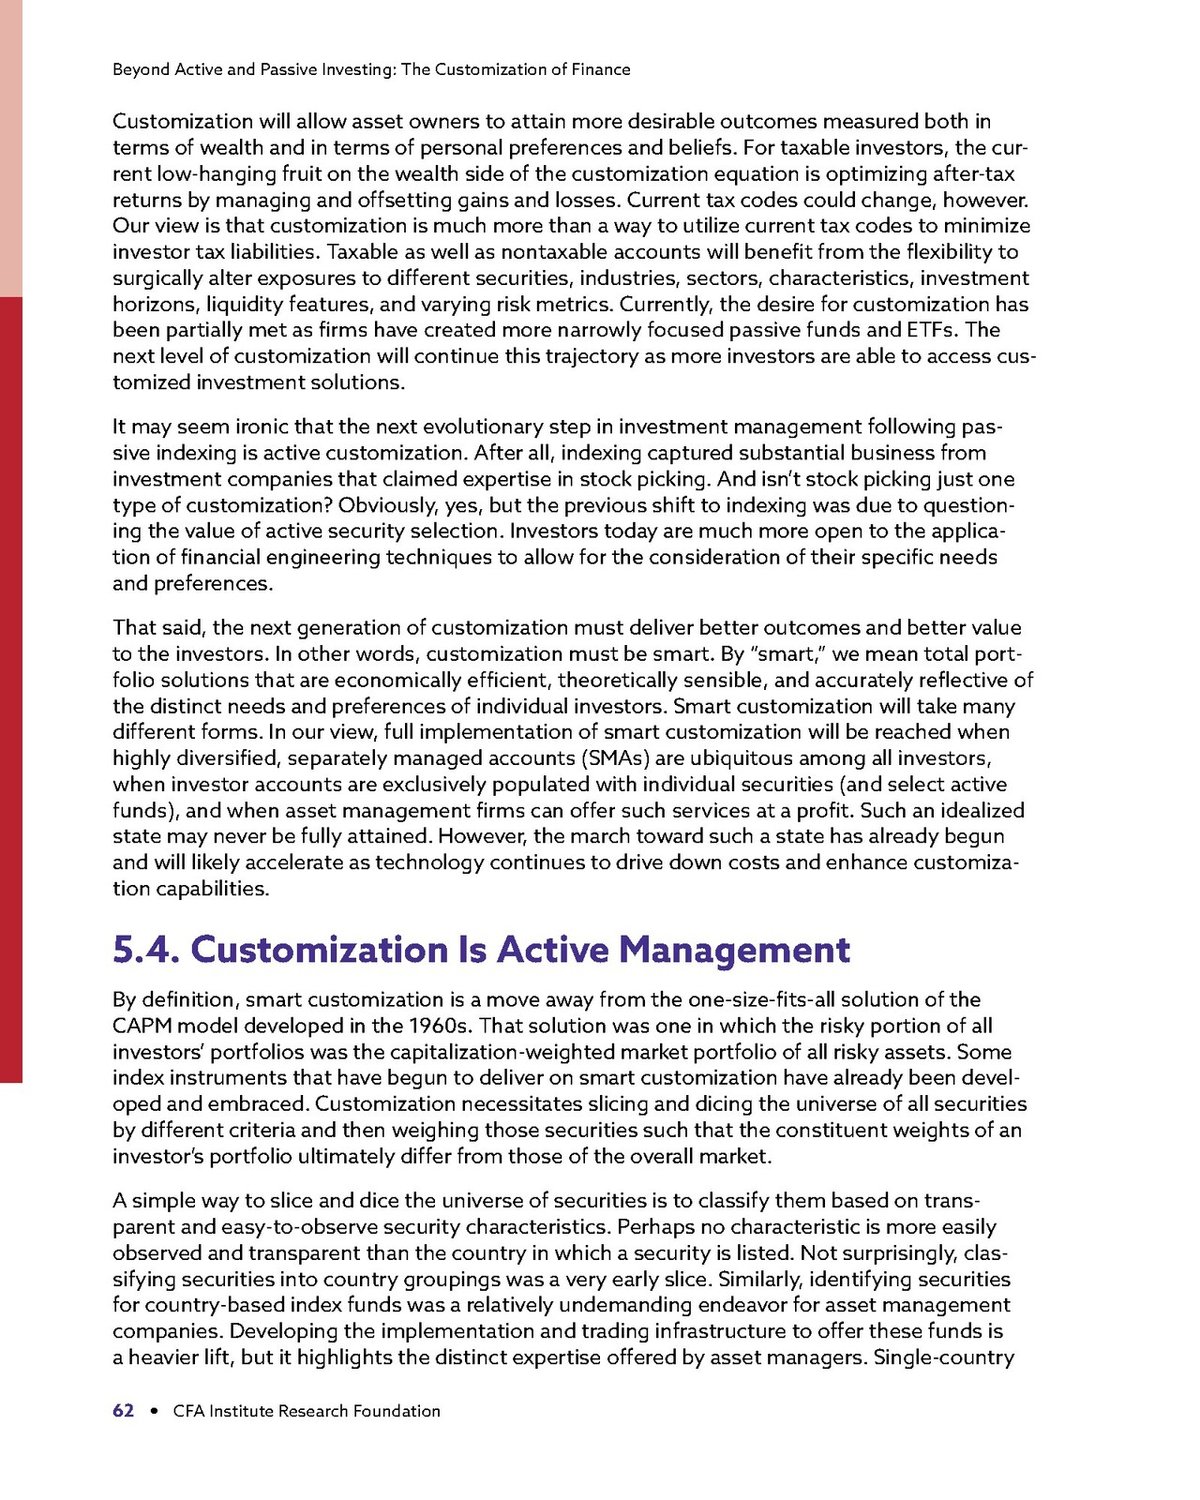 Beyond Active and Passive Investing: The Customization of Finance
Customization will allow asset owners to attain more desirable outcomes measured both in
terms of wealth and in terms of personal preferences and beliefs. For taxable investors, the cur-
rent low-hanging fruit on the wealth side of the customization equation is optimizing after-tax
returns by managing and offsetting gains and losses. Current tax codes could change, however.
Our view is that customization is much more than a way to utilize current tax codes to minimize
investor tax liabilities. Taxable as well as nontaxable accounts will benefit from the flexibility to
surgically alter exposures to different securities, industries, sectors, characteristics, investment
horizons, liquidity features, and varying risk metrics. Currently, the desire for customization has
been partially met as firms have created more narrowly focused passive funds and ETFs. The
next level of customization will continue this trajectory as more investors are able to access cus-
tomized investment solutions.
It may seem ironic that the next evolutionary step in investment management following pas-
sive indexing is active customization. After all, indexing captured substantial business from
investment companies that claimed expertise in stock picking. And isn’t stock picking just one
type of customization? Obviously, yes, but the previous shift to indexing was due to question-
ing the value of active security selection. Investors today are much more open to the applica-
tion of financial engineering techniques to allow for the consideration of their specific needs
and preferences.
That said, the next generation of customization must deliver better outcomes and better value
to the investors. In other words, customization must be smart. By “smart,” we mean total port-
folio solutions that are economically efficient, theoretically sensible, and accurately reflective of
the distinct needs and preferences of individual investors. Smart customization will take many
different forms. In our view, full implementation of smart customization will be reached when
highly diversified, separately managed accounts (SMAs) are ubiquitous among all investors,
when investor accounts are exclusively populated with individual securities (and select active
funds), and when asset management firms can offer such services at a profit. Such an idealized
state may never be fully attained. However, the march toward such a state has already begun
and will likely accelerate as technology continues to drive down costs and enhance customiza-
tion capabilities.
5.4. Customization Is Active Management
By definition, smart customization is a move away from the one-size-fits-all solution of the
CAPM model developed in the 1960s. That solution was one in which the risky portion of all
investors’ portfolios was the capitalization-weighted market portfolio of all risky assets. Some
index instruments that have begun to deliver on smart customization have already been devel-
oped and embraced. Customization necessitates slicing and dicing the universe of all securities
by different criteria and then weighing those securities such that the constituent weights of an
investor’s portfolio ultimately differ from those of the overall market.
A simple way to slice and dice the universe of securities is to classify them based on trans-
parent and easy-to-observe security characteristics. Perhaps no characteristic is more easily
observed and transparent than the country in which a security is listed. Not surprisingly, clas-
sifying securities into country groupings was a very early slice. Similarly, identifying securities
for country-based index funds was a relatively undemanding endeavor for asset management
companies. Developing the implementation and trading infrastructure to offer these funds is
a heavier lift, but it highlights the distinct expertise offered by asset managers. Single-country
62 • CFA Institute Research Foundation